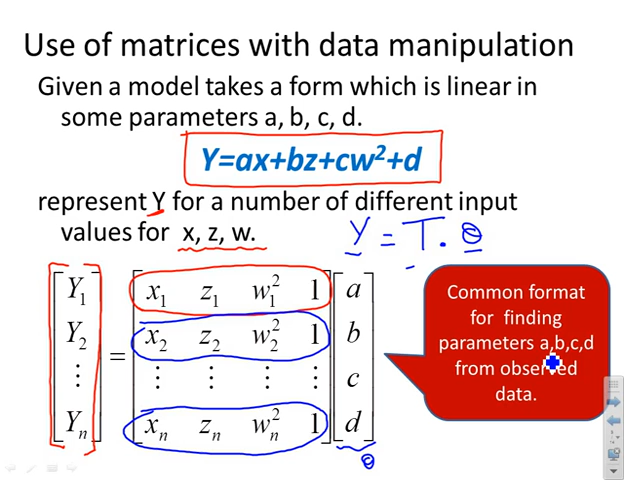 Use of matrices with data manipulation
Given a model takes a form which is linear in
some parameters a, b, c, d.
Y=ax+bz+cw²+d
represent Y for a number of different input
values for x, z, w.
Y = T . θ
Y₁ x₁ z₁ w₁² 1 a
Y₂ = x₂ z₂ w₂² 1 b
⋮ ⋮ ⋮ ⋮ ⋮ c
Yₙ xₙ zₙ wₙ² 1 d
θ
Common format
for finding
parameters a,b,c,d
from observed
data.